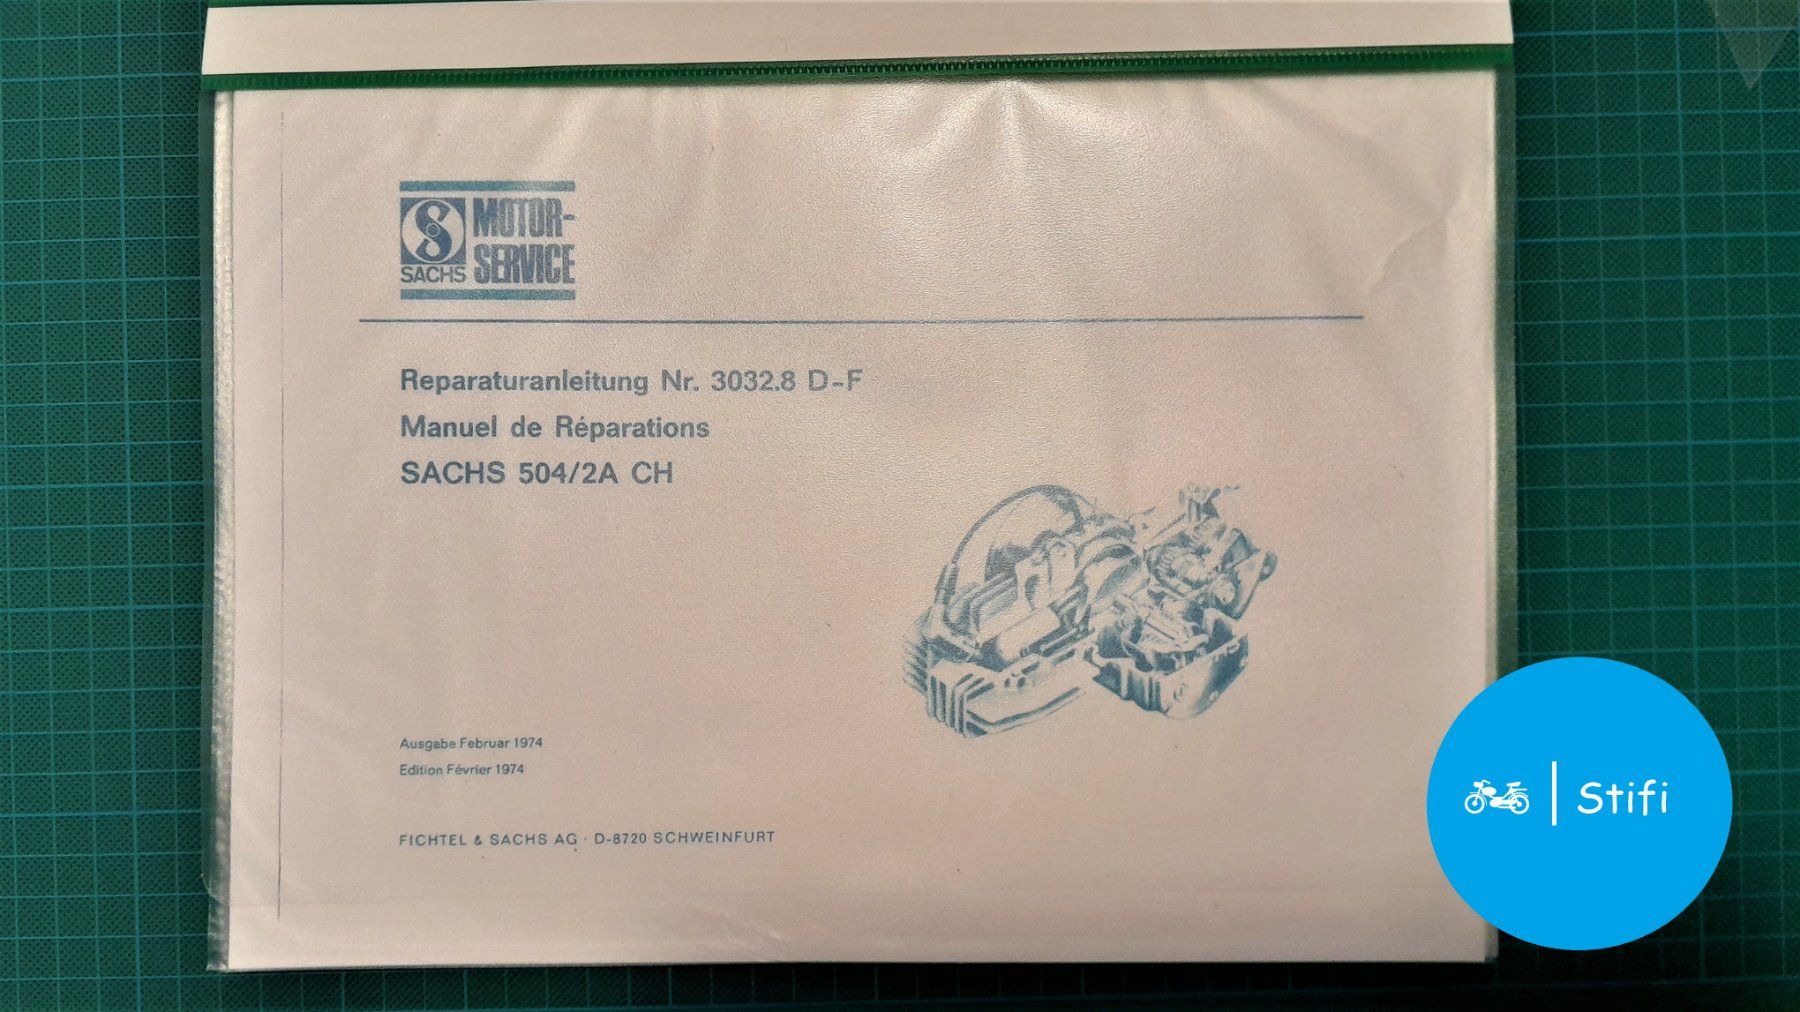 SACHS
MOTOR-
SERVICE
Reparaturanleitung Nr. 3032.8 D-F
Manuel de Réparations
SACHS 504/2A CH
Ausgabe Februar 1974
Edition Février 1974
FICHTEL & SACHS AG · D-8720 SCHWEINFURT
Stifi